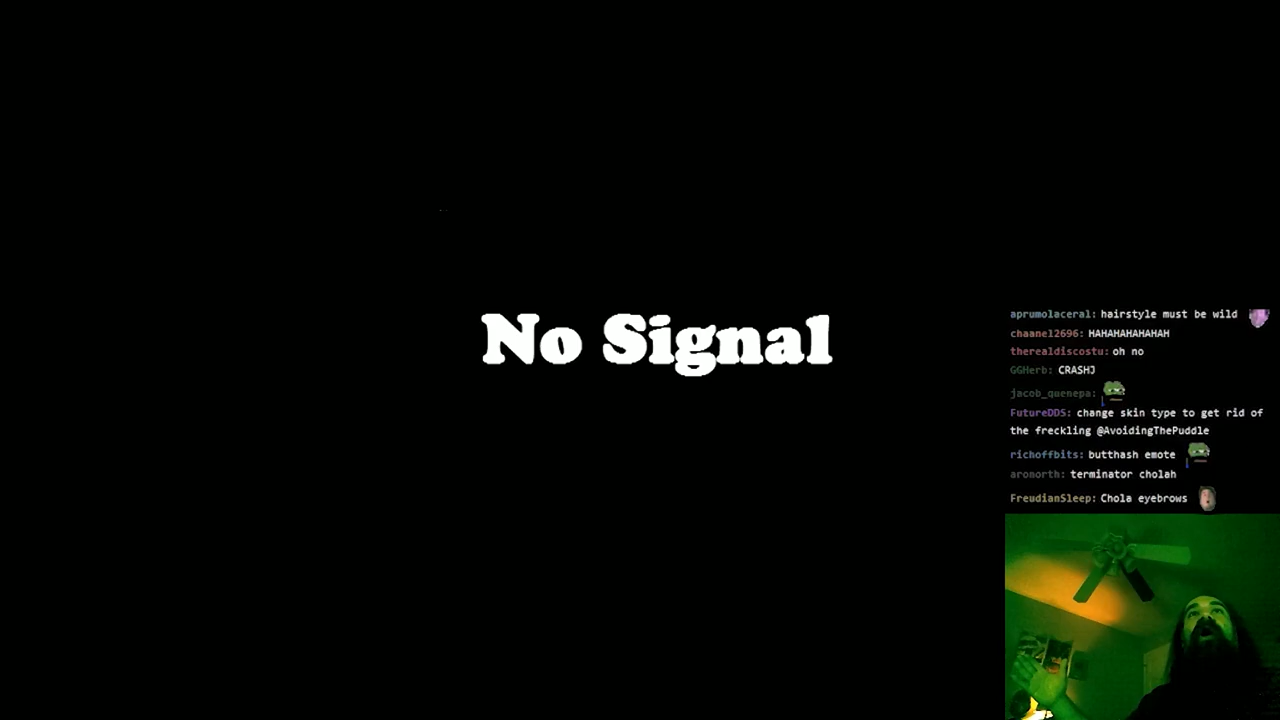 No Signal
aprumolaceral: hairstyle must be wild
chaanel2696: HAHAHAHAHAHAH
therealdiscostu: oh no
GGHerb: CRASHJ
jacob_quenepa:
FutureDDS: change skin type to get rid of
the freckling @AvoidingThePuddle
richoffbits: butthash emote
aronorth: terminator cholah
FreudianSleep: Chola eyebrows